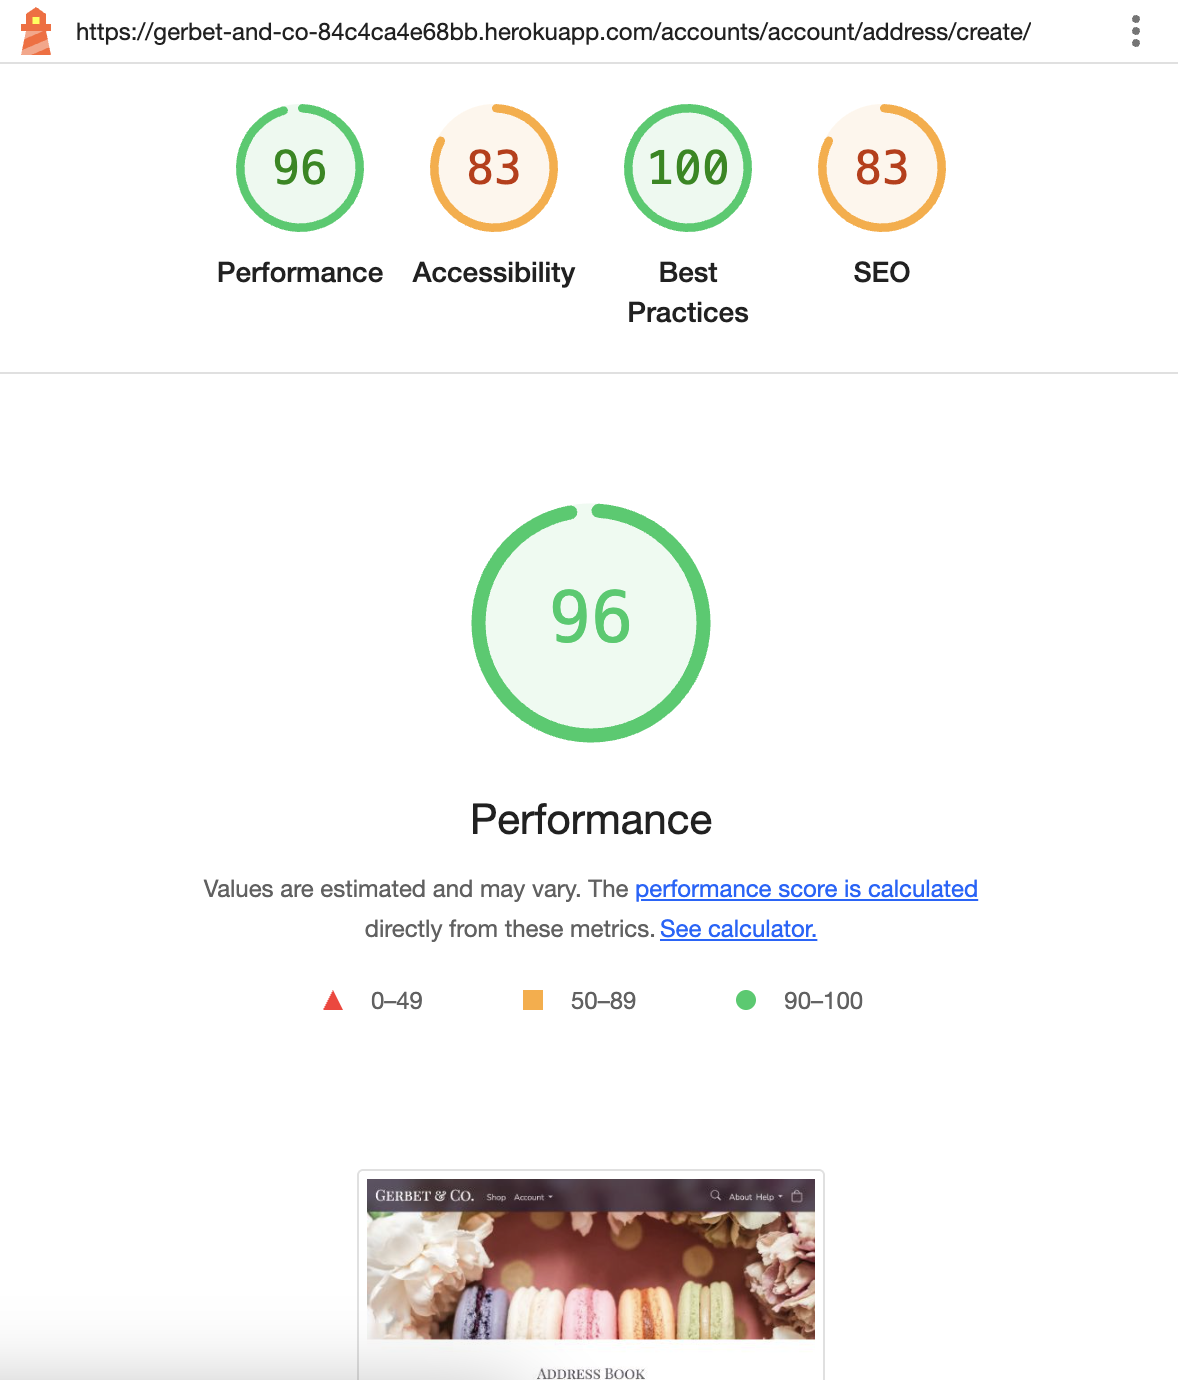 https://gerbet-and-co-84c4ca4e68bb.herokuapp.com/accounts/account/address/create/
96 83 100 83
Performance Accessibility Best Practices SEO
96
Performance
Values are estimated and may vary. The performance score is calculated
directly from these metrics. See calculator.
0–49 50–89 90–100
GERBET & CO. Shop Account About Help
ADDRESS BOOK